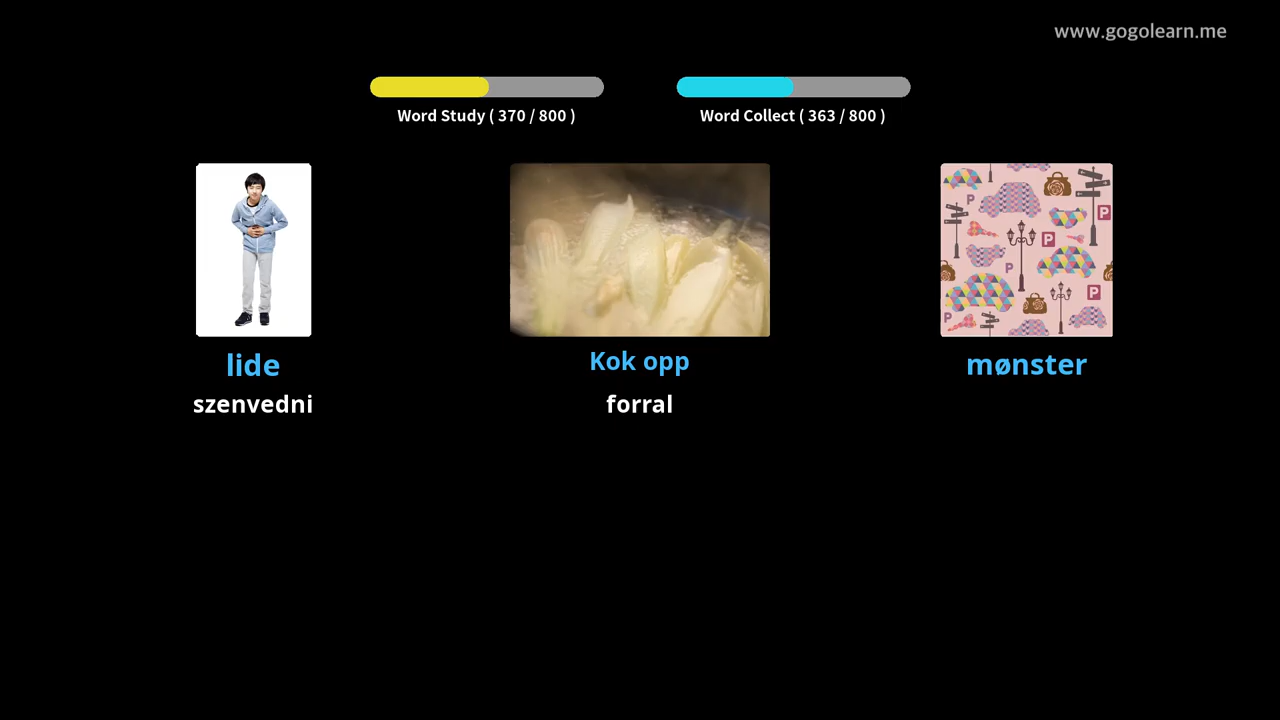 www.gogolearn.me
Word Study ( 370 / 800 )
Word Collect ( 363 / 800 )
lide
Kok opp
mønster
szenvedni
forral